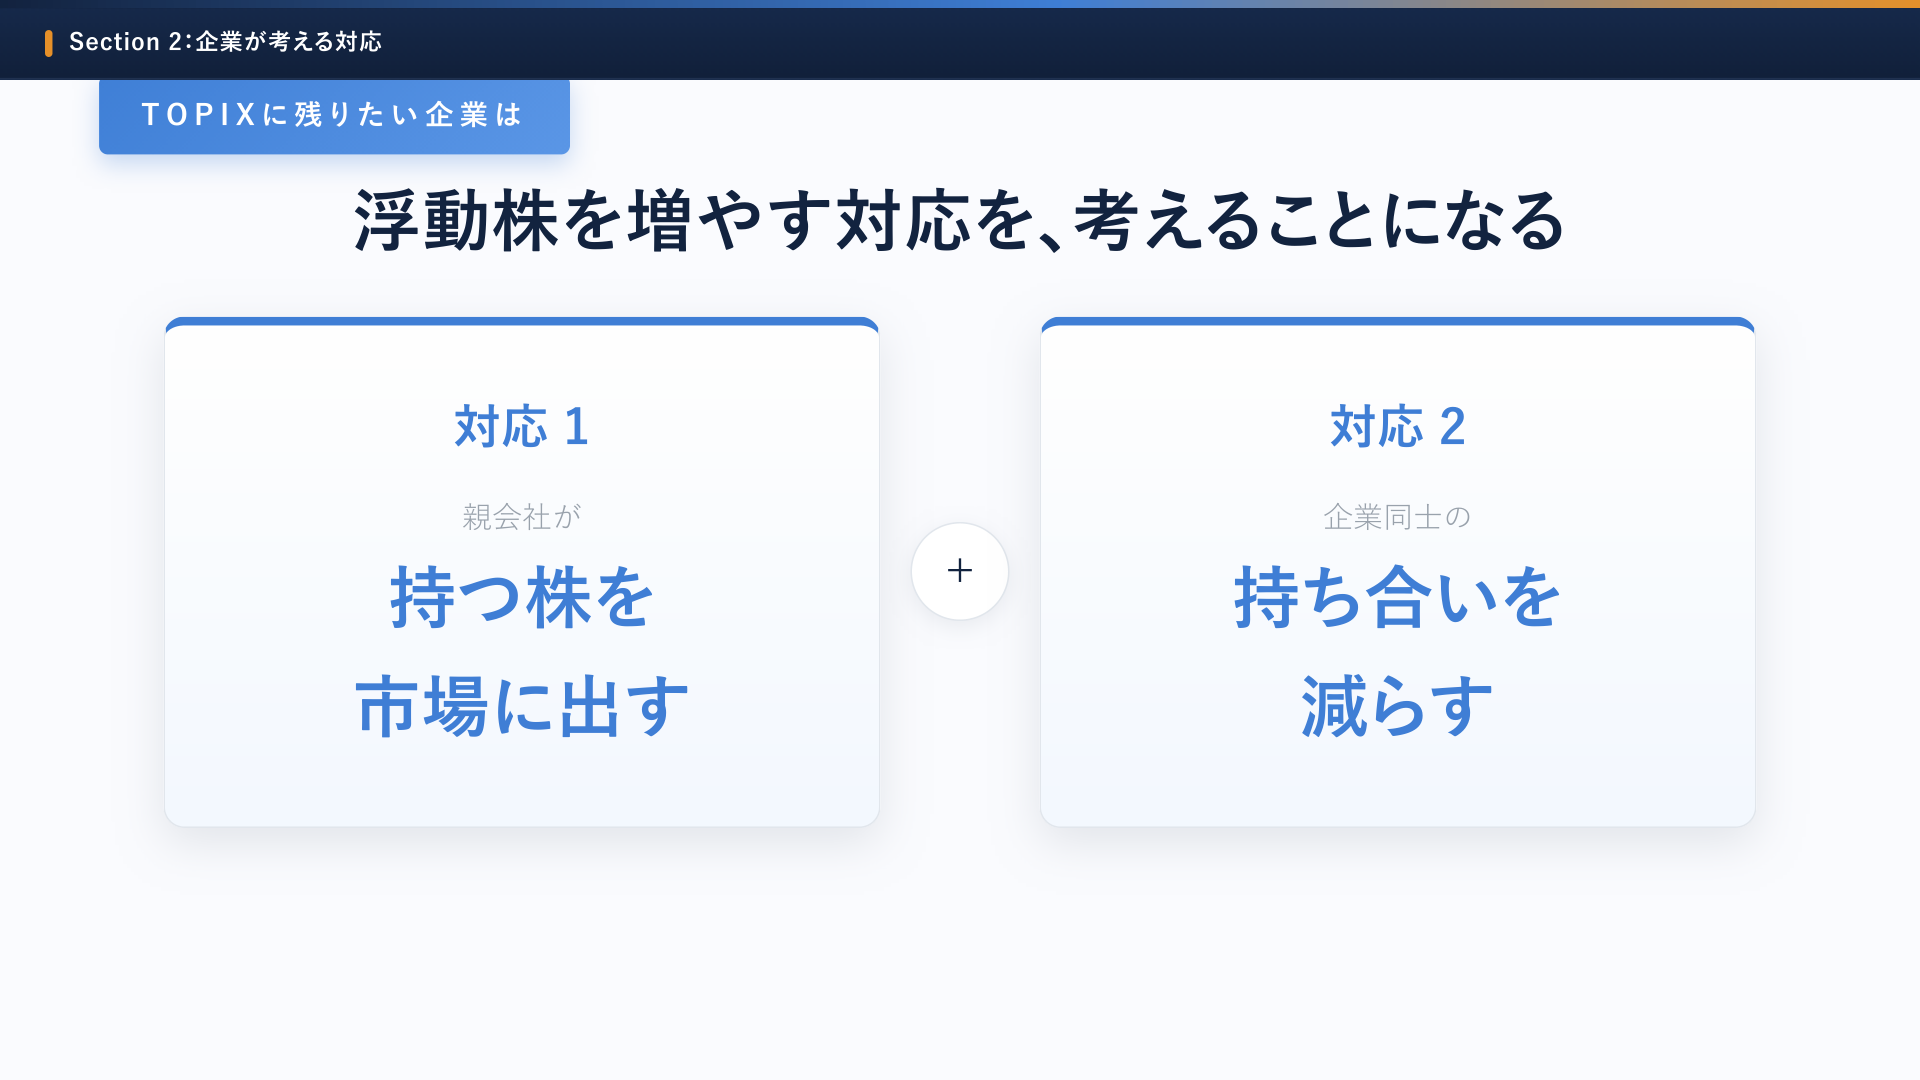 Section 2：企業が考える対応
TOPIXに残りたい企業は
浮動株を増やす対応を、考えることになる
対応 1
親会社が
持つ株を
市場に出す
+
対応 2
企業同士の
持ち合いを
減らす